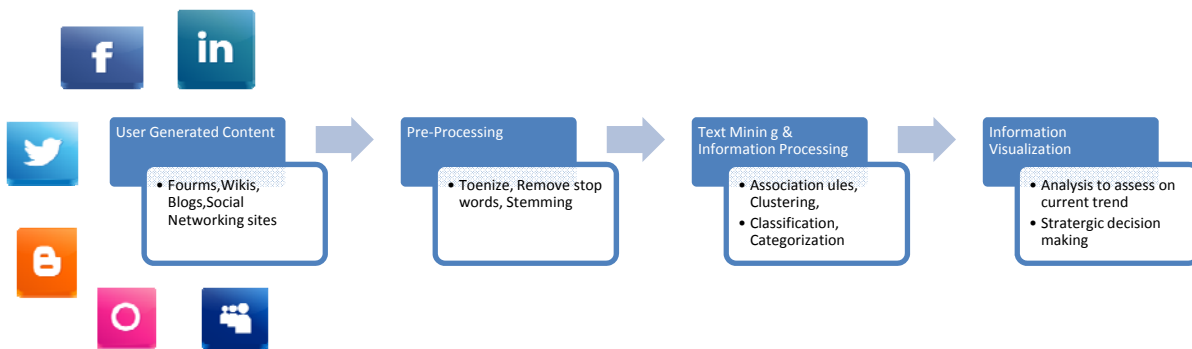 f
in
User Generated Content
• Fourms,Wikis,
Blogs,Social
Networking sites
Pre-Processing
• Toenize, Remove stop
words, Stemming
Text Minin g &
Information Processing
• Association ules,
Clustering,
• Classification,
Categorization
Information
Visualization
• Analysis to assess on
current trend
• Stratergic decision
making